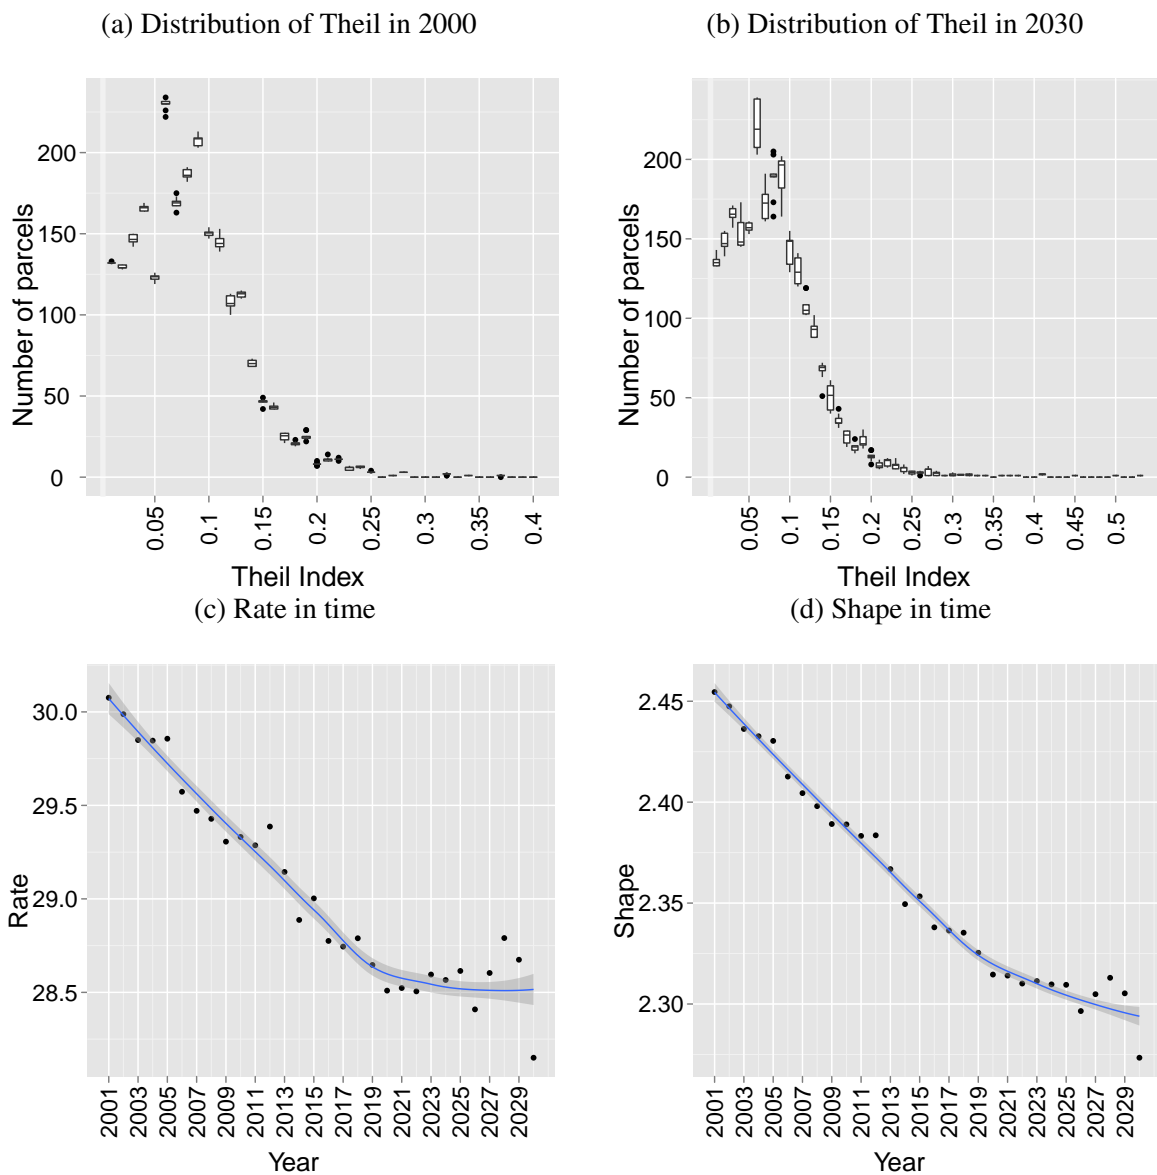 (a) Distribution of Theil in 2000
(b) Distribution of Theil in 2030
Number of parcels
200
150
100
50
0
0.05 0.1 0.15 0.2 0.25 0.3 0.35 0.4
Theil Index
Number of parcels
200
150
100
50
0
0.05 0.1 0.15 0.2 0.25 0.3 0.35 0.4 0.45 0.5
Theil Index
(c) Rate in time
(d) Shape in time
Rate
30.0
29.5
29.0
28.5
2001 2003 2005 2007 2009 2011 2013 2015 2017 2019 2021 2023 2025 2027 2029
Year
Shape
2.45
2.40
2.35
2.30
2001 2003 2005 2007 2009 2011 2013 2015 2017 2019 2021 2023 2025 2027 2029
Year